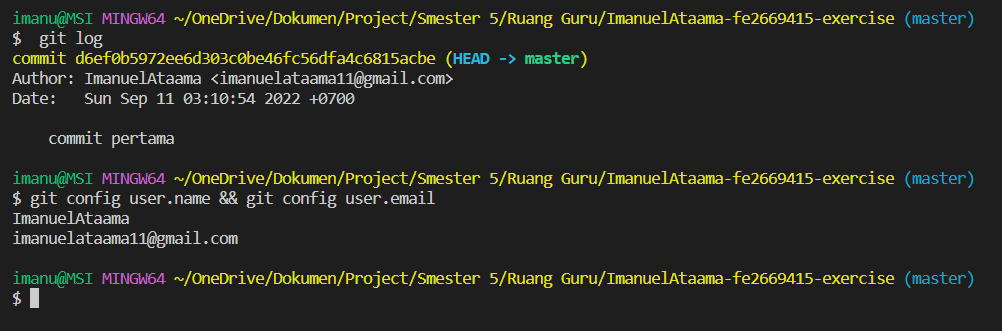 imanu@MSI MINGW64 ~/OneDrive/Dokumen/Project/Smester 5/Ruang Guru/ImanuelAtaama-fe2669415-exercise (master)
$  git log
commit d6ef0b5972ee6d303c0be46fc56dfa4c6815acbe (HEAD -> master)
Author: ImanuelAtaama <imanuelataama11@gmail.com>
Date:   Sun Sep 11 03:10:54 2022 +0700
    commit pertama
imanu@MSI MINGW64 ~/OneDrive/Dokumen/Project/Smester 5/Ruang Guru/ImanuelAtaama-fe2669415-exercise (master)
$ git config user.name && git config user.email
ImanuelAtaama
imanuelataama11@gmail.com
imanu@MSI MINGW64 ~/OneDrive/Dokumen/Project/Smester 5/Ruang Guru/ImanuelAtaama-fe2669415-exercise (master)
$